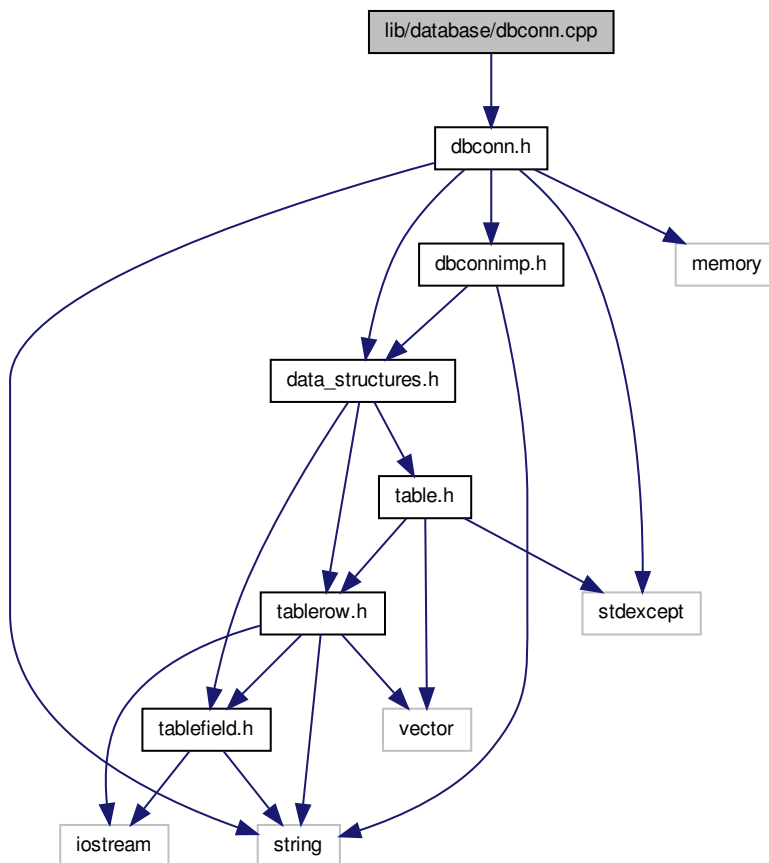 lib/database/dbconn.cpp
dbconn.h
dbconnimp.h
memory
data_structures.h
table.h
tablerow.h
stdexcept
tablefield.h
vector
iostream
string